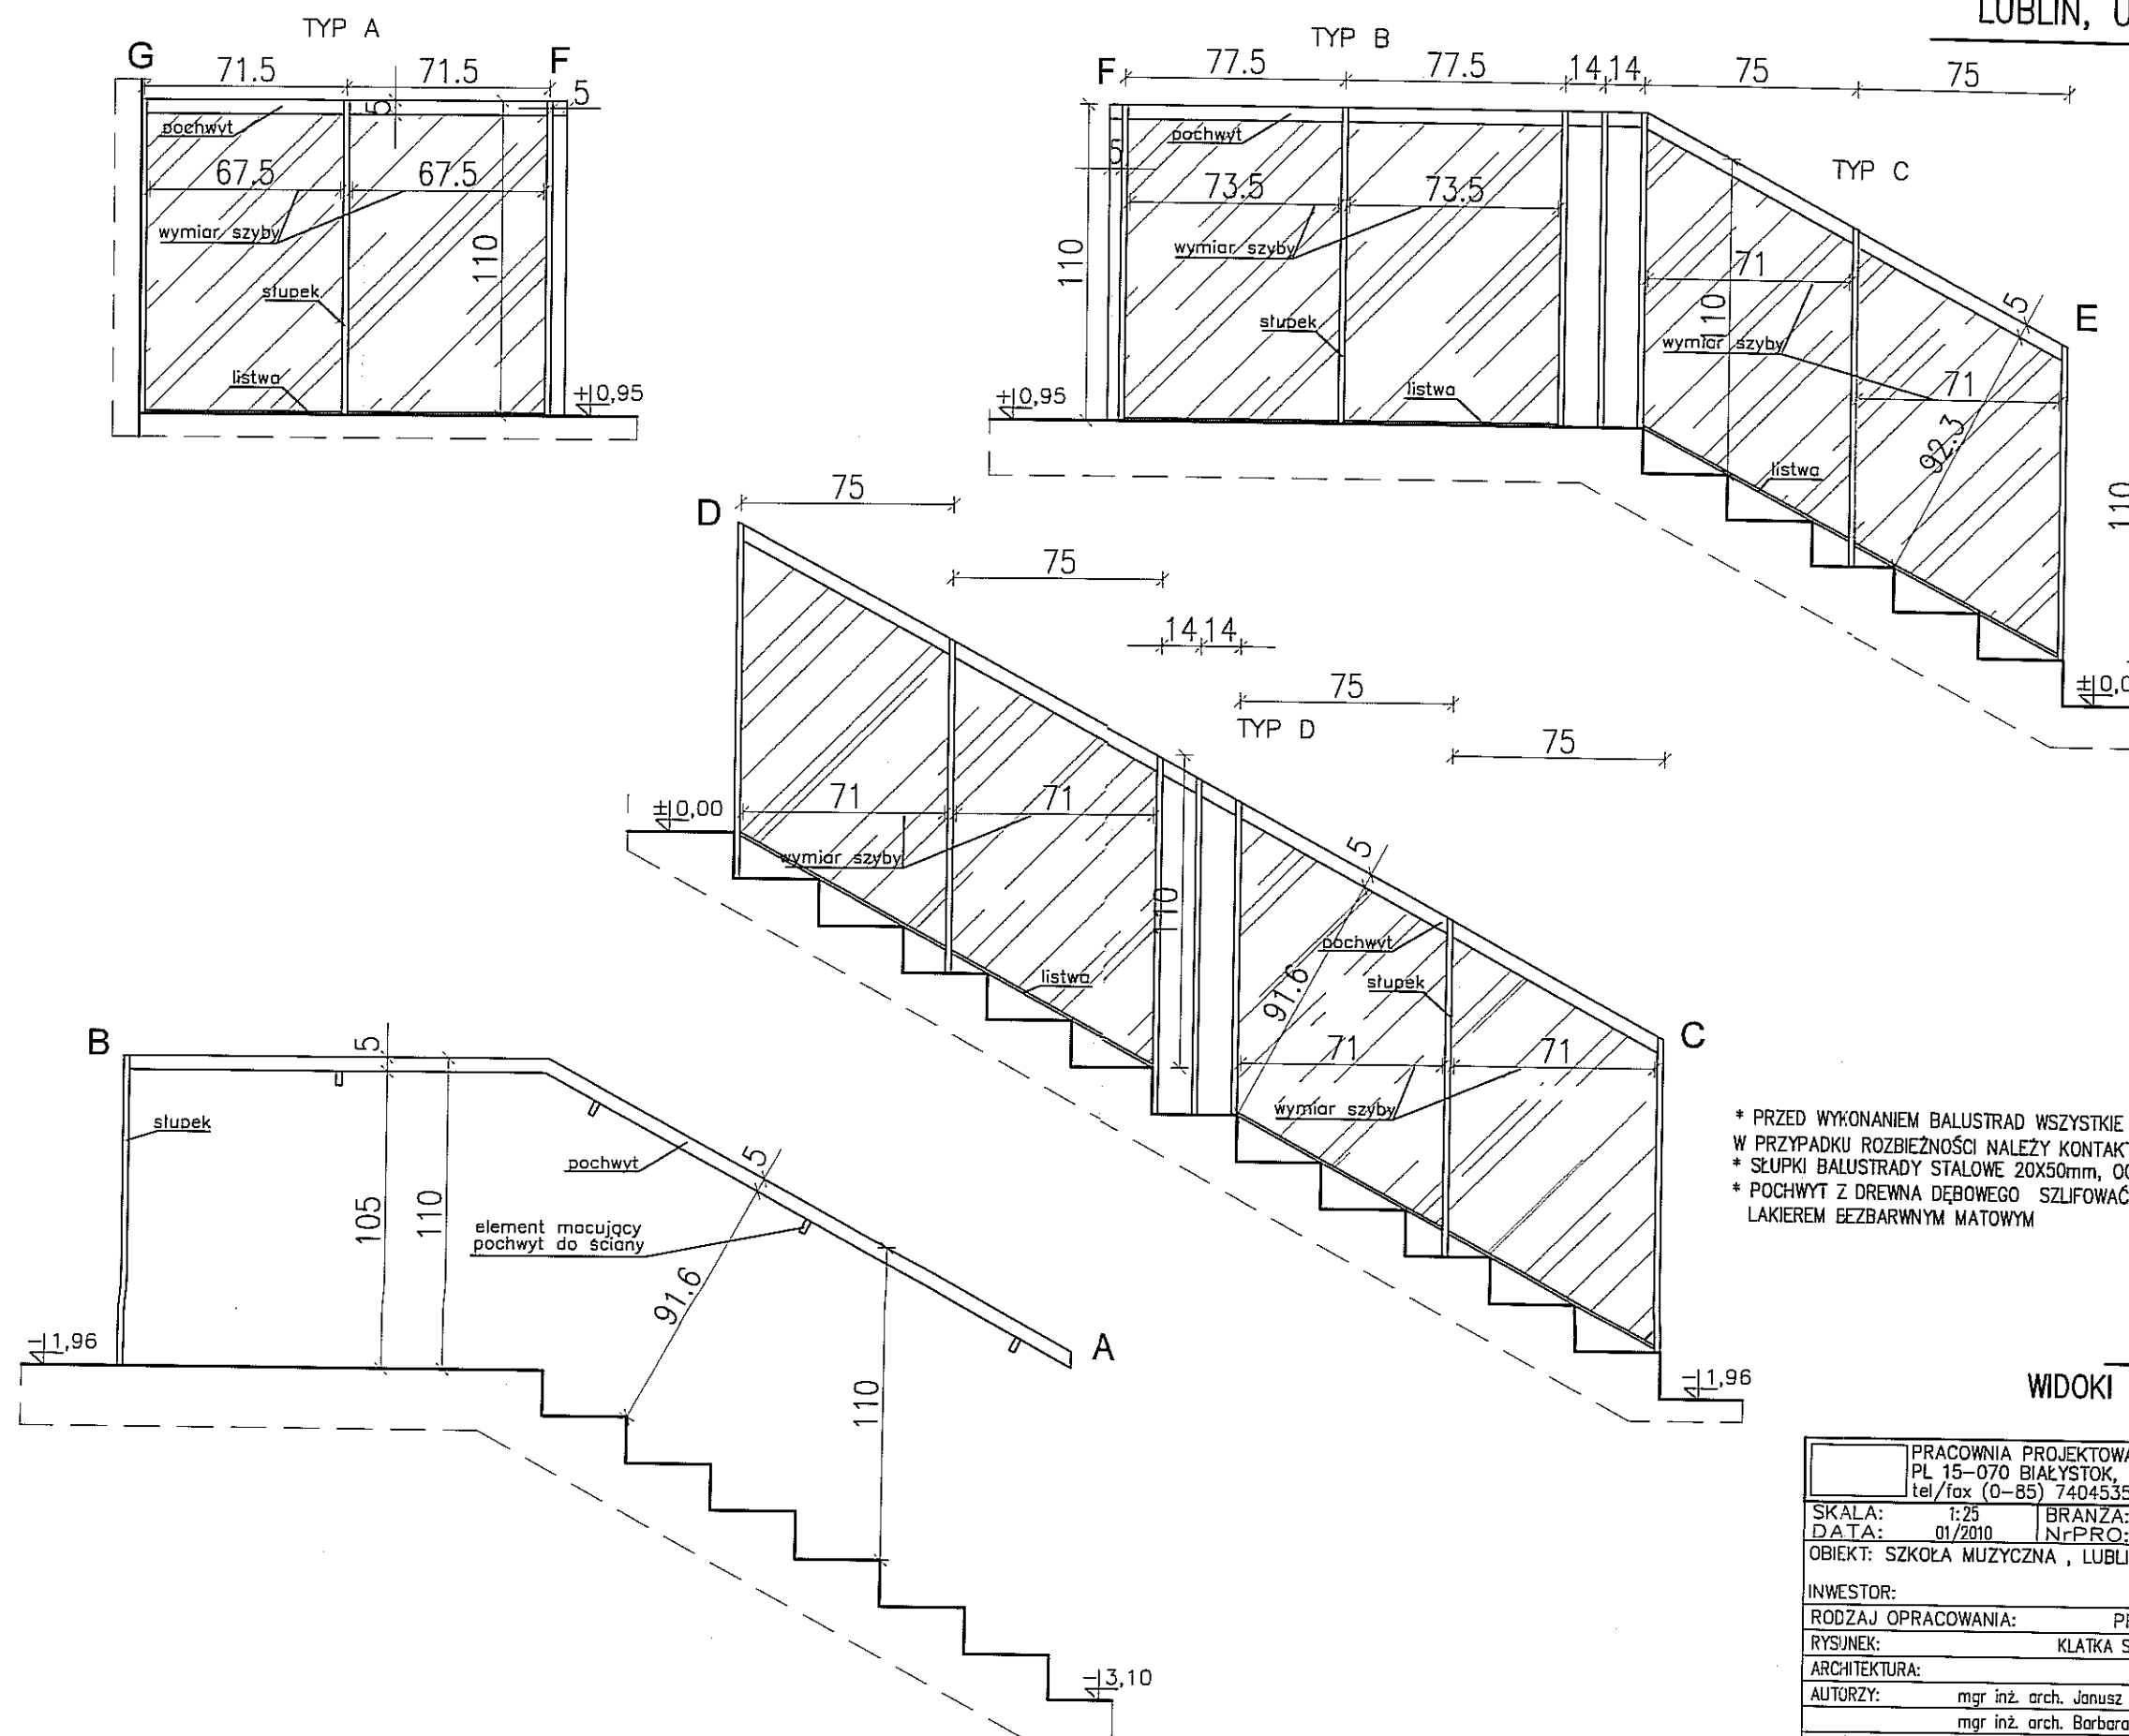 LUBLIN, U
TYP A
G
71.5
71.5
F
5
5
pochwyt
67.5
67.5
wymiar szyby
110
słupek
listwa
±0,95
TYP B
F
77.5
77.5
14
14
75
75
pochwyt
5
73.5
73.5
TYP C
110
wymiar szyby
71
110
słupek
wymiar szyby
5
E
71
listwa
±0,95
92.3
listwa
110
±0,0
D
75
75
14
14
75
TYP D
75
±0,00
71
71
wymiar szyby
5
110
pochwyt
listwa
91.6
słupek
C
71
71
wymiar szyby
-1,96
B
5
słupek
pochwyt
5
105
110
element mocujący
pochwyt do ściany
91.6
A
-1,96
110
-3,10
* PRZED WYKONANIEM BALUSTRAD WSZYSTKIE
W PRZYPADKU ROZBIEŻNOŚCI NALEŻY KONTAK
* SŁUPKI BALUSTRADY STALOWE 20X50mm, OC
* POCHWYT Z DREWNA DĘBOWEGO SZLIFOWAĆ
LAKIEREM BEZBARWNYM MATOWYM
WIDOKI
PRACOWNIA PROJEKTOWA
PL 15-070 BIAŁYSTOK,
tel/fax (0-85) 7404535
SKALA: 1:25 BRANŻA:
DATA: 01/2010 NrPRO:
OBIEKT: SZKOŁA MUZYCZNA , LUBLI
INWESTOR:
RODZAJ OPRACOWANIA: P
RYSUNEK: KLATKA S
ARCHITEKTURA:
AUTORZY: mgr inż. arch. Janusz
mgr inż. arch. Barbara